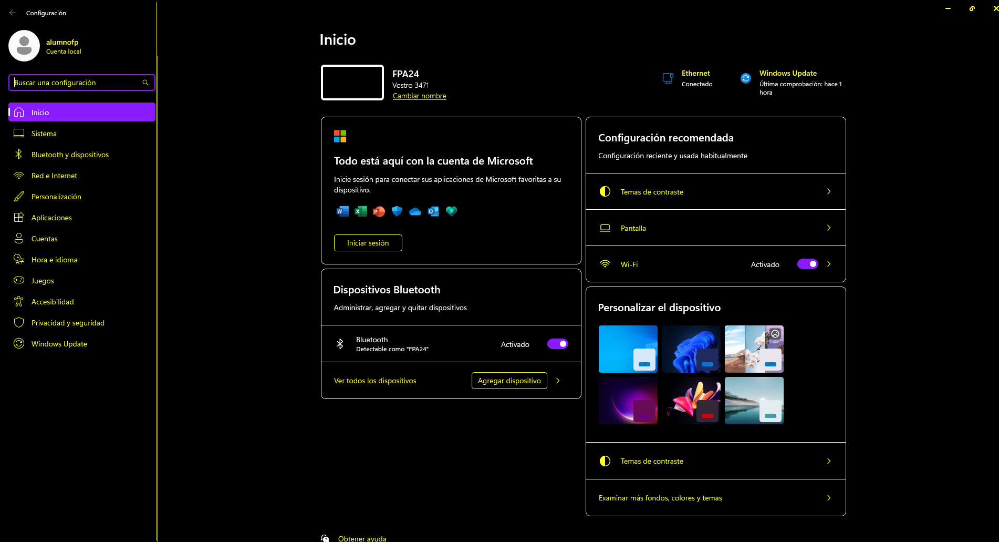 Configuración
alumnofp
Cuenta local
Buscar una configuración
Inicio
Sistema
Bluetooth y dispositivos
Red e Internet
Personalización
Aplicaciones
Cuentas
Hora e idioma
Juegos
Accesibilidad
Privacidad y seguridad
Windows Update
Inicio
FPA24
Vostro 3471
Cambiar nombre
Ethernet
Conectado
Windows Update
Última comprobación: hace 1
hora
Todo está aquí con la cuenta de Microsoft
Inicie sesión para conectar sus aplicaciones de Microsoft favoritas a su
dispositivo.
Iniciar sesión
Dispositivos Bluetooth
Administrar, agregar y quitar dispositivos
Bluetooth
Detectable como "FPA24"
Activado
Ver todos los dispositivos
Agregar dispositivo
Configuración recomendada
Configuración reciente y usada habitualmente
Temas de contraste
Pantalla
Wi-Fi
Activado
Personalizar el dispositivo
Temas de contraste
Examinar más fondos, colores y temas
Obtener ayuda